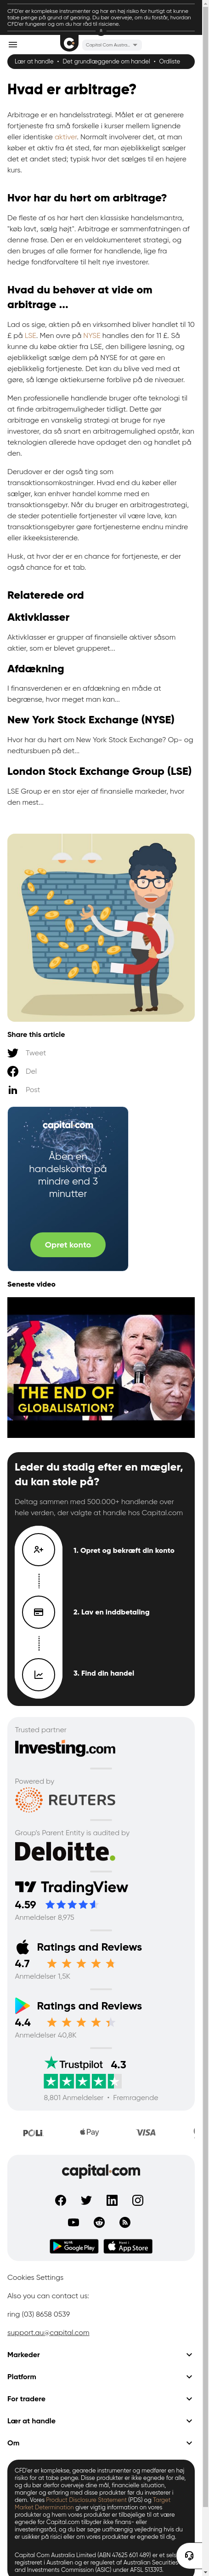 CFD'er er komplekse instrumenter og har en høj risiko for hurtigt at kunne
tabe penge på grund af gearing. Du bør overveje, om du forstår, hvordan
CFD'er fungerer og om du har råd til at risikere
Capital Com Austra...
Lær at handle • Det grundlæggende om handel • Ordliste
Hvad er arbitrage?
Arbitrage er en handelsstrategi. Målet er at generere
fortjeneste fra små forskelle i kurser mellem lignende
eller identiske aktiver. Normalt involverer det, at man
køber et aktiv fra et sted, før man øjeblikkeligt sælger
det et andet sted; typisk hvor det sælges til en højere
kurs.
Hvor har du hørt om arbitrage?
De fleste af os har hørt den klassiske handelsmantra,
"køb lavt, sælg højt". Arbitrage er sammenfatningen af
denne frase. Den er en veldokumenteret strategi, og
den bruges af alle former for handlende, lige fra
hedge fondforvaltere til helt nye investorer.
Hvad du behøver at vide om
arbitrage ...
Lad os sige, aktien på en virksomhed bliver handlet til 10
£ på LSE. Men ovre på NYSE handles den for 11 £. Så
kunne du købe aktier fra LSE, den billigere løsning, og
øjeblikkeligt sælge dem på NYSE for at gøre en
øjeblikkelig fortjeneste. Det kan blive ved med at
gøre, så længe aktiekurserne bliver på de niveauer.
Men professionelle handlende bruger ofte teknologi til
at finde arbitragemuligheder tidligt. Dette gør
arbitrage en vanskelig strategi at bruge for nye
investorer, da så snart en arbitragemulighed opstår, kan
teknologien allerede have opdaget den og handlet på
den.
Derudover er der også ting som
transaktionsomkostninger. Hvad end du køber eller
sælger, kan enhver handel komme med en
transaktionsgebyr. Når du bruger en arbitragestrategi,
de steder potentielle fortjenester vil være lave, kan
transaktionsgebyrer gøre fortjenesterne endnu mindre
eller ikkeeksisterende.
Husk, at hvor der er en chance for fortjeneste, er der
også chance for et tab.
Relaterede ord
Aktivklasser
Aktivklasser er grupper af finansielle aktiver såsom
aktier, som er blevet grupperet...
Afdækning
I finansverdenen er en afdækning en måde at
begrænse, hvor meget man kan...
New York Stock Exchange (NYSE)
Hvor har du hørt om New York Stock Exchange? Op- og
nedtursbuen på det...
London Stock Exchange Group (LSE)
LSE Group er en stor ejer af finansielle markeder, hvor
den mest...
Share this article
Tweet
Del
Post
capital.com
Åben en
handelskonto på
mindre end 3
minutter
Opret konto
Seneste video
THE END OF
GLOBALISATION?
Leder du stadig efter en mægler,
du kan stole på?
Deltag sammen med 500.000+ handlende over
hele verden, der valgte at handle hos Capital.com
1. Opret og bekræft din konto
2. Lav en inddbetaling
3. Find din handel
Trusted partner
Investing.com
Powered by
REUTERS
Group's Parent Entity is audited by
Deloitte.
TradingView
4.59
Anmeldelser 8,975
Ratings and Reviews
4.7
Anmeldelser 1,5K
Ratings and Reviews
4.4
Anmeldelser 40,8K
Trustpilot 4.3
8,801 Anmeldelser • Fremragende
POLi
Pay
VISA
capital.com
Google Play
App Store
Cookies Settings
Also you can contact us:
ring (03) 8658 0539
support.au@capital.com
Markeder
Platform
For tradere
Lær at handle
Om
CFD'er er komplekse, gearede instrumenter og med en høj
risiko for at tabe penge. Disse produkter er ikke egnede for
alle, og du bør derfor overveje dine mål, finansielle situation,
mangler og erfaring med disse produkter før du investerer i
dem. Vores Product Disclosure Statement (PDS) og Target
Market Determination giver vigtig information om vores
produkter og hvem vores produkter er tilbøjelige til at være
egnede for. Capital.com tilbyder ikke finans- eller
investeringsråd, og du bør søge uafhængig vejledning hvis du
er usikker på med risici eller om vores produkter er egnede til dig.
Capital Com Australia Limited (ABN 47 625 601 489) er et selskab
registreret i Australien og er reguleret af Australian Securities
and Investments Commission (ASIC) under AFSL 513393.